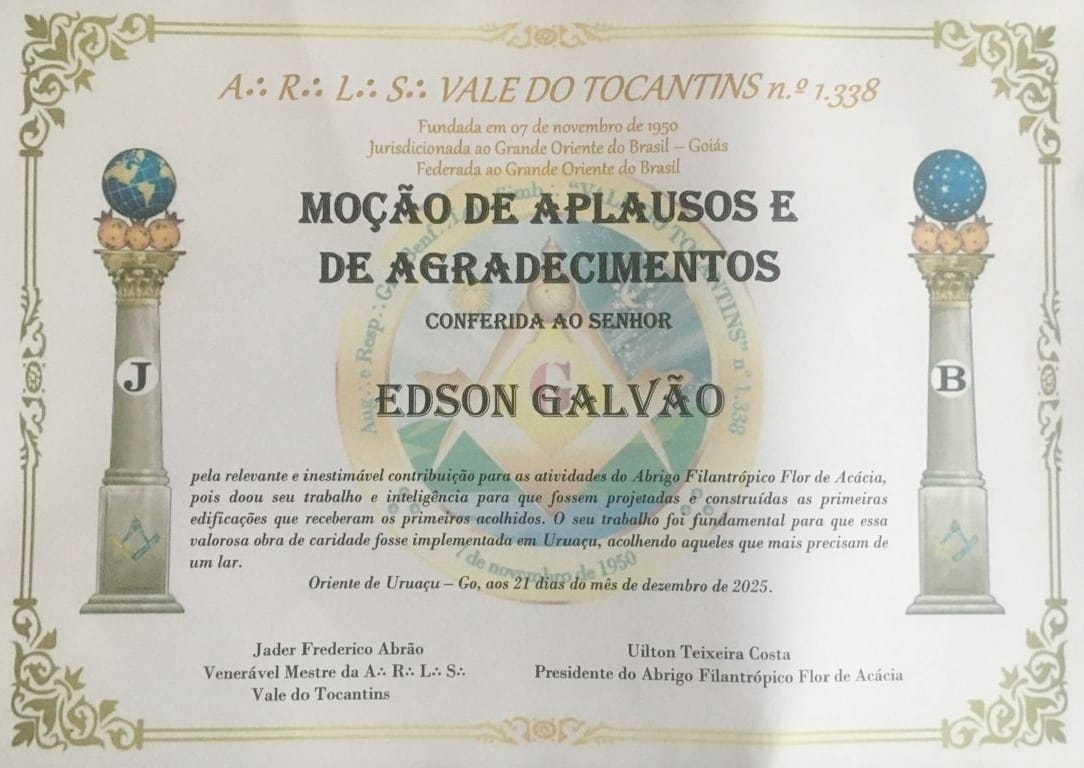 A∴ R∴ L∴ S∴ VALE DO TOCANTINS n.º 1.338
Fundada em 07 de novembro de 1950
Jurisdicionada ao Grande Oriente do Brasil – Goiás
Federada ao Grande Oriente do Brasil
MOÇÃO DE APLAUSOS E
DE AGRADECIMENTOS
CONFERIDA AO SENHOR
EDSON GALVÃO
J
B
G
pela relevante e inestimável contribuição para as atividades do Abrigo Filantrópico Flor de Acácia,
pois doou seu trabalho e inteligência para que fossem projetadas e construídas as primeiras
edificações que receberam os primeiros acolhidos. O seu trabalho foi fundamental para que essa
valorosa obra de caridade fosse implementada em Uruaçu, acolhendo aqueles que mais precisam de
um lar.
Oriente de Uruaçu – Go, aos 21 dias do mês de dezembro de 2025.
7 de novembro de 1950
Jader Frederico Abrão
Venerável Mestre da A∴ R∴ L∴ S∴
Vale do Tocantins
Uilton Teixeira Costa
Presidente do Abrigo Filantrópico Flor de Acácia